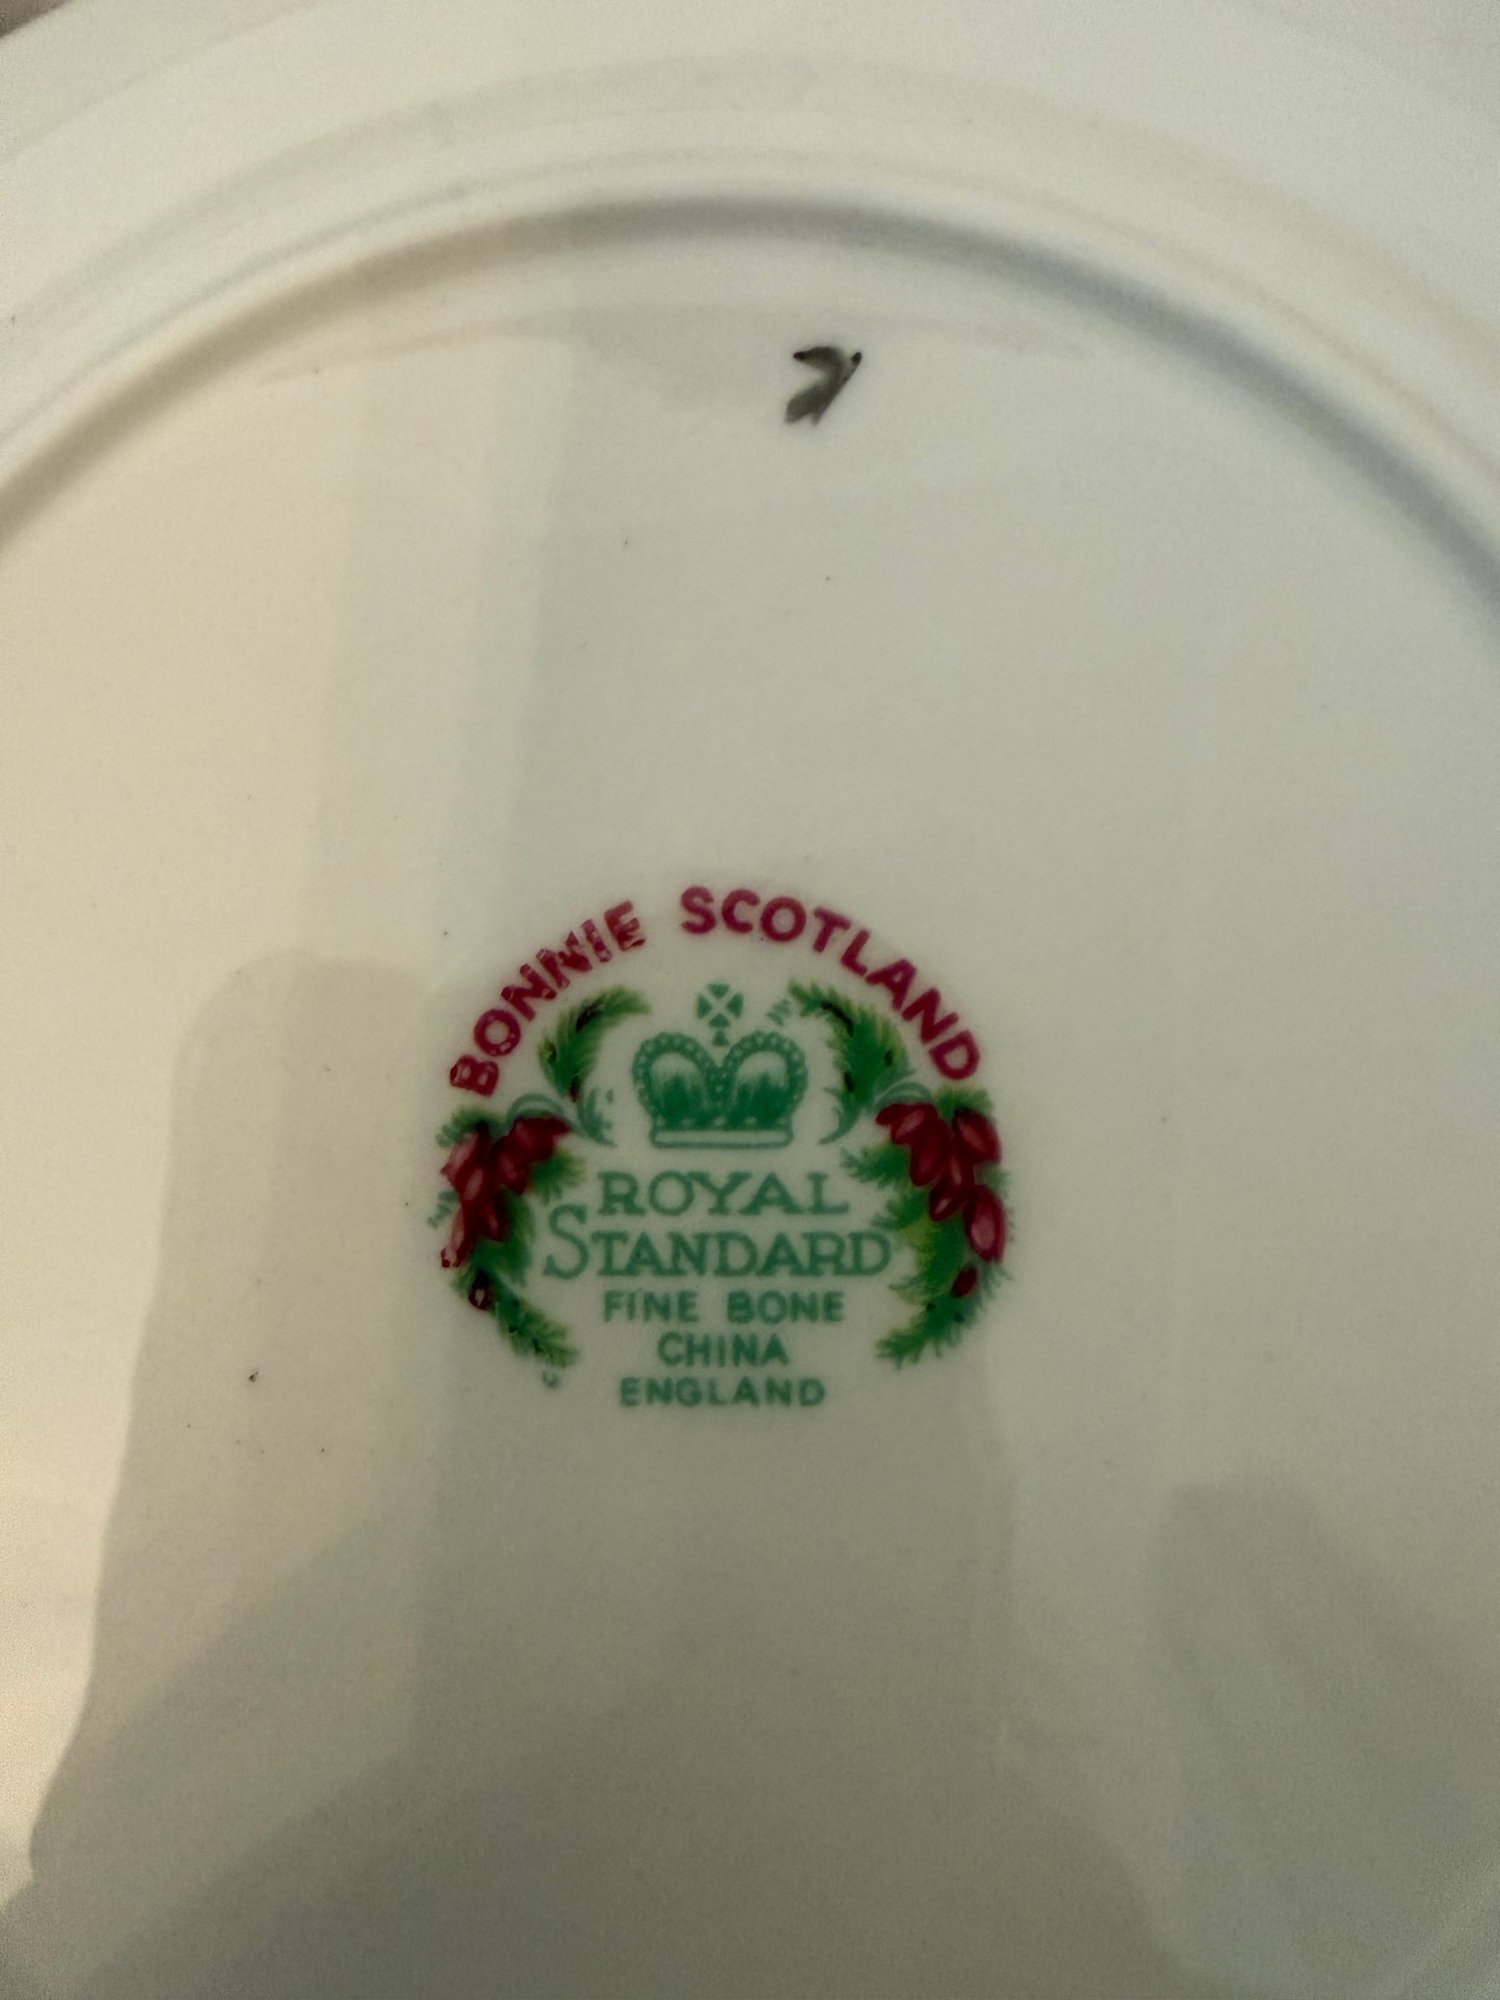 BONNIE SCOTLAND
ROYAL
STANDARD
FINE BONE
CHINA
ENGLAND